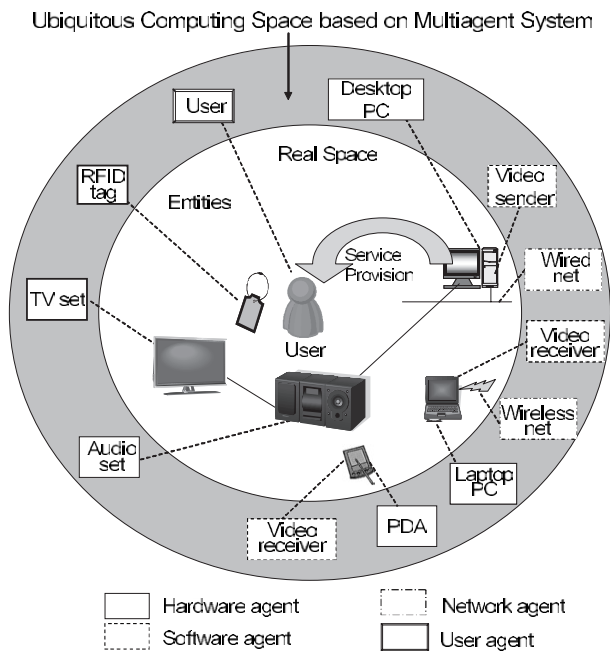 Ubiquitous Computing Space based on Multiagent System
User
Desktop
PC
Real Space
RFID
tag
Video
sender
Entities
Service
Provision
Wired
net
TV set
User
Video
receiver
Wireless
net
Audio
set
Laptop
PC
Video
receiver
PDA
Hardware agent
Network agent
Software agent
User agent